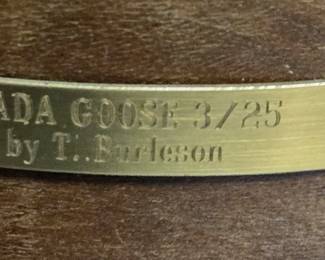 ADA GOOSE 3/25
by T. Burleson